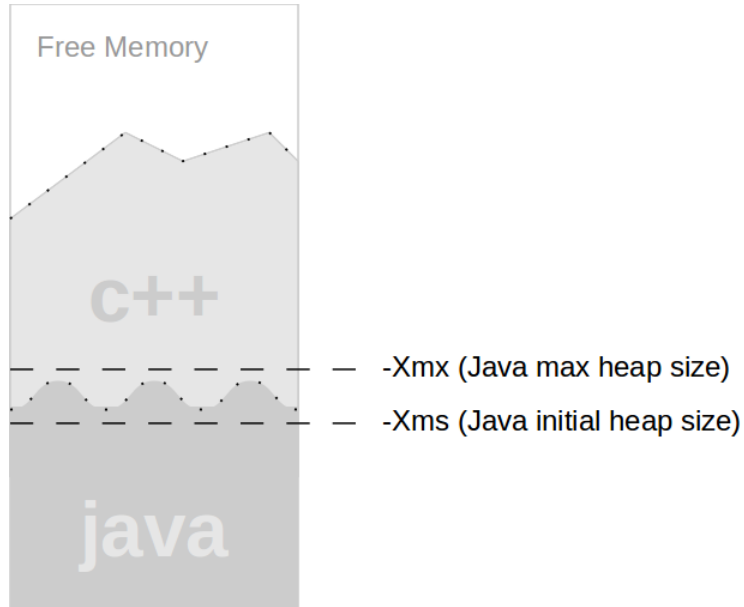 Free Memory
c++
-Xmx (Java max heap size)
-Xms (Java initial heap size)
java